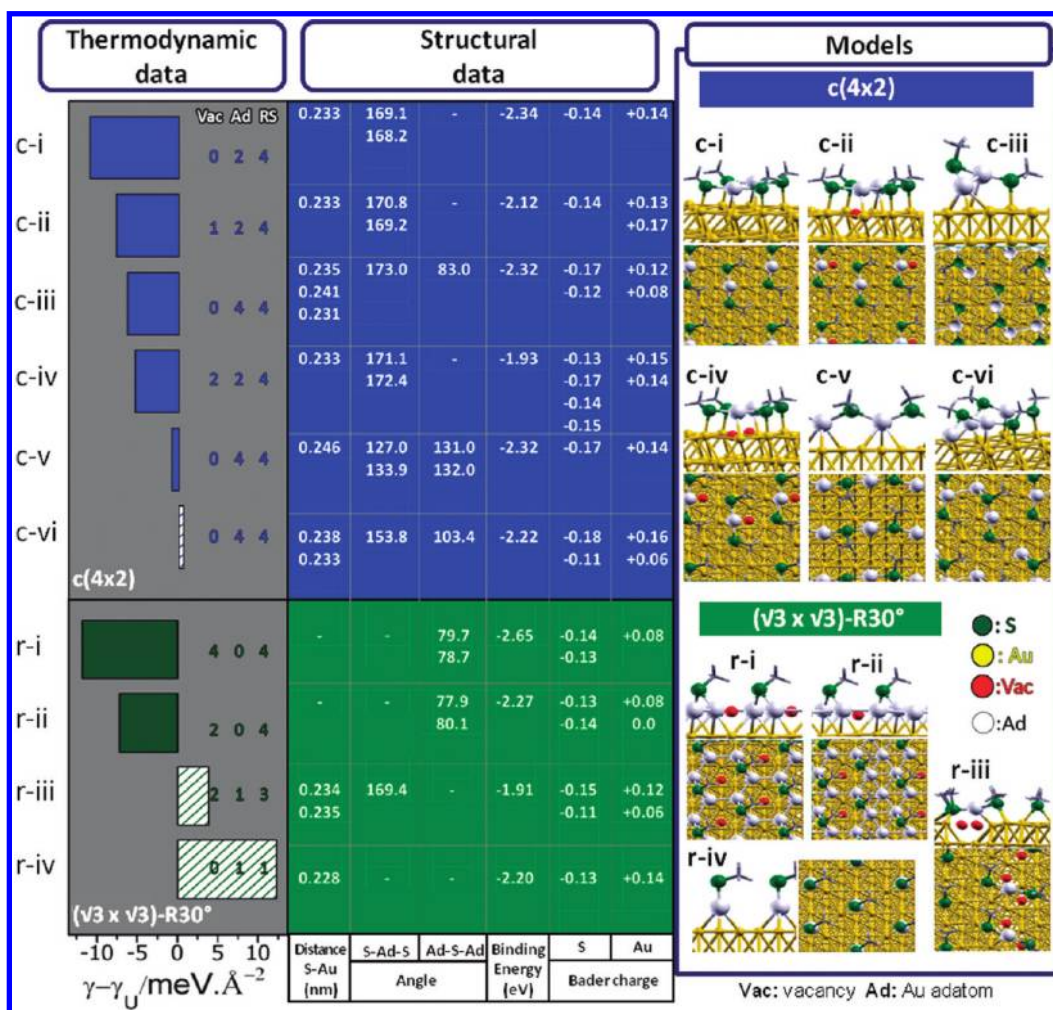 Thermodynamic
data
Structural
data
Models
Vac Ad RS
c(4x2)
c-i
0 2 4
0.233 169.1 - -2.34 -0.14 +0.14
168.2
c-ii
1 2 4
0.233 170.8 - -2.12 -0.14 +0.13
169.2 +0.17
c-iii
0 4 4
0.235 173.0 83.0 -2.32 -0.17 +0.12
0.241 -0.12 +0.08
0.231
c-iv
2 2 4
0.233 171.1 - -1.93 -0.13 +0.15
172.4 -0.17 +0.14
-0.14
-0.15
c-v
0 4 4
0.246 127.0 131.0 -2.32 -0.17 +0.14
133.9 132.0
c-vi
0 4 4
0.238 153.8 103.4 -2.22 -0.18 +0.16
0.233 -0.11 +0.06
c(4x2)
r-i
4 0 4
- - 79.7 -2.65 -0.14 +0.08
78.7 -0.13
r-ii
2 0 4
- - 77.9 -2.27 -0.13 +0.08
80.1 -0.14 0.0
r-iii
2 1 3
0.234 169.4 - -1.91 -0.15 +0.12
0.235 -0.11 +0.06
r-iv
0 1 1
0.228 - - -2.20 -0.13 +0.14
(√3 x √3)-R30°
-10 -5 0 5 10
γ–γU/meV.Å⁻²
Distance
S-Au
(nm)
S-Ad-S Ad-S-Ad
Angle
Binding
Energy
(eV)
S Au
Bader charge
c-i c-ii c-iii
c-iv c-v c-vi
(√3 x √3)-R30°
: S
: Au
:Vac
:Ad
r-i r-ii
r-iii
r-iv
Vac: vacancy Ad: Au adatom